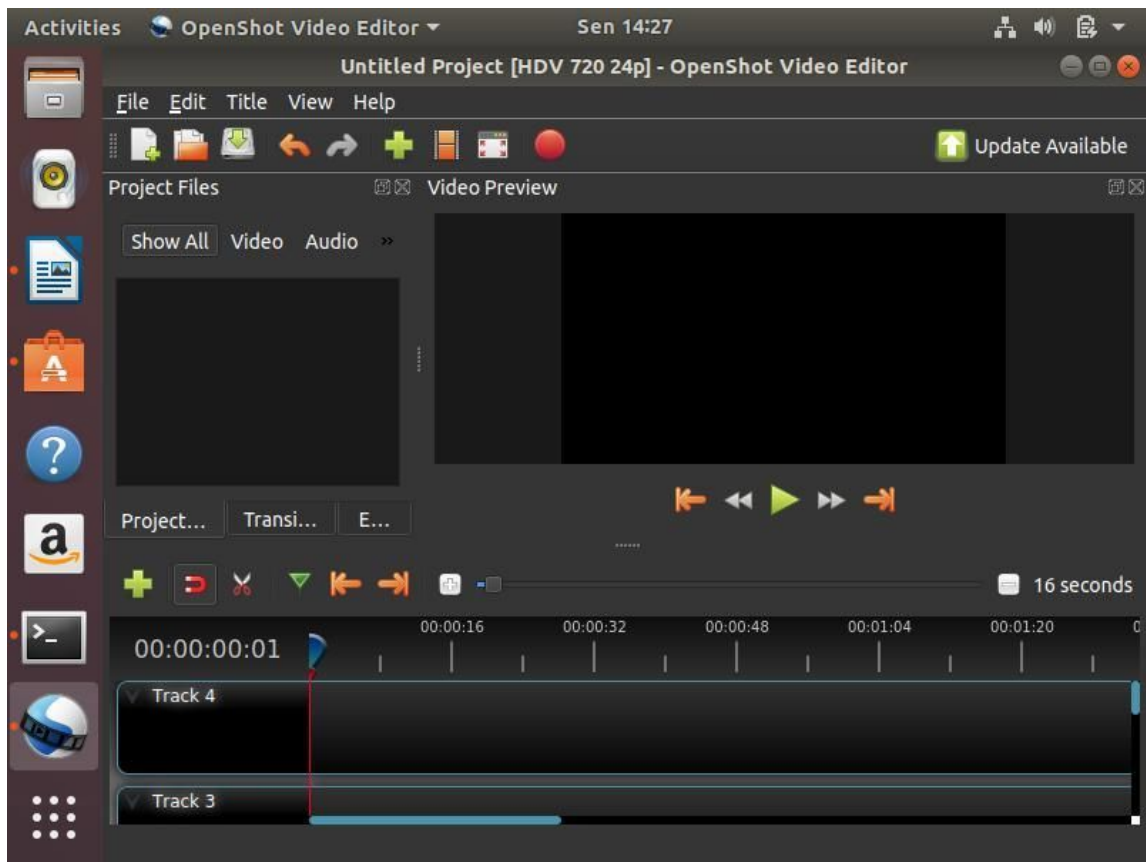 Activities OpenShot Video Editor Sen 14:27
Untitled Project [HDV 720 24p] - OpenShot Video Editor
File Edit Title View Help
Update Available
Project Files Video Preview
Show All Video Audio »
Project... Transi... E...
16 seconds
00:00:00:01 00:00:16 00:00:32 00:00:48 00:01:04 00:01:20 0
Track 4
Track 3